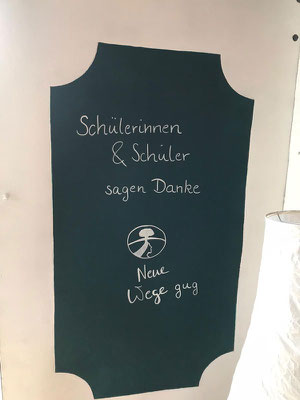 Schülerinnen
& Schüler
sagen Danke
Neue
Wege gug